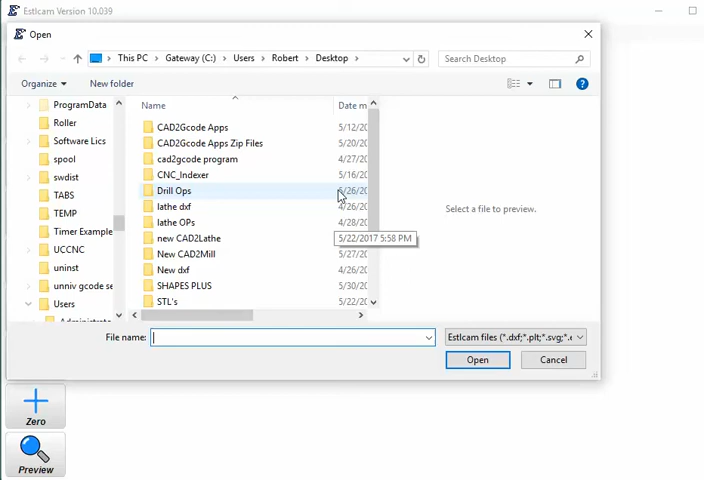 Estlcam Version 10,039
Open
This PC > Gateway (C:) > Users > Robert > Desktop >
Search Desktop
Organize
New folder
Name
Date m
ProgramData
Roller
Software Lics
spool
swdist
TABS
TEMP
Timer Example
UCCNC
uninst
unniv gcode se
Users
CAD2Gcode Apps 5/12/20
CAD2Gcode Apps Zip Files 5/20/20
cad2gcode program 4/27/20
CNC_Indexer 5/16/20
Drill Ops 5/26/20
lathe dxf 4/26/20
lathe OPs 4/28/20
new CAD2Lathe
5/22/2017 5:58 PM
New CAD2Mill 5/27/20
New dxf 4/26/20
SHAPES PLUS 5/30/20
STL's 5/22/20
Select a file to preview.
File name:
Estlcam files (*.dxf;*.plt;*.svg;*.e
Open
Cancel
Zero
Preview